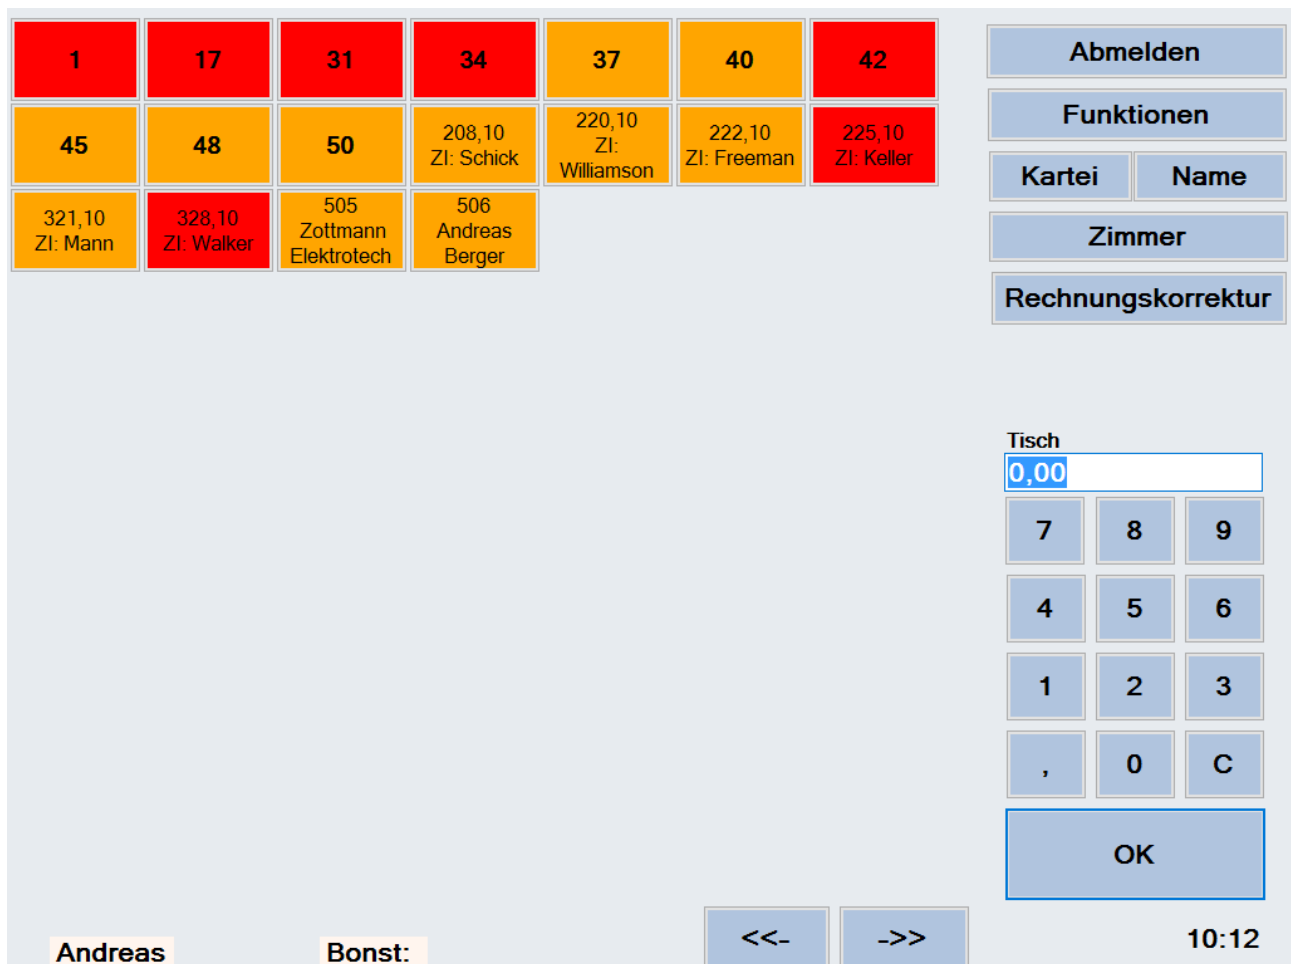 1
17
31
34
37
40
42
45
48
50
208,10
ZI: Schick
220,10
ZI:
Williamson
222,10
ZI: Freeman
225,10
ZI: Keller
321,10
ZI: Mann
328,10
ZI: Walker
505
Zottmann
Elektrotech
506
Andreas
Berger
Abmelden
Funktionen
Kartei
Name
Zimmer
Rechnungskorrektur
Tisch
0,00
7
8
9
4
5
6
1
2
3
,
0
C
OK
Andreas
Bonst:
<<-
->>
10:12